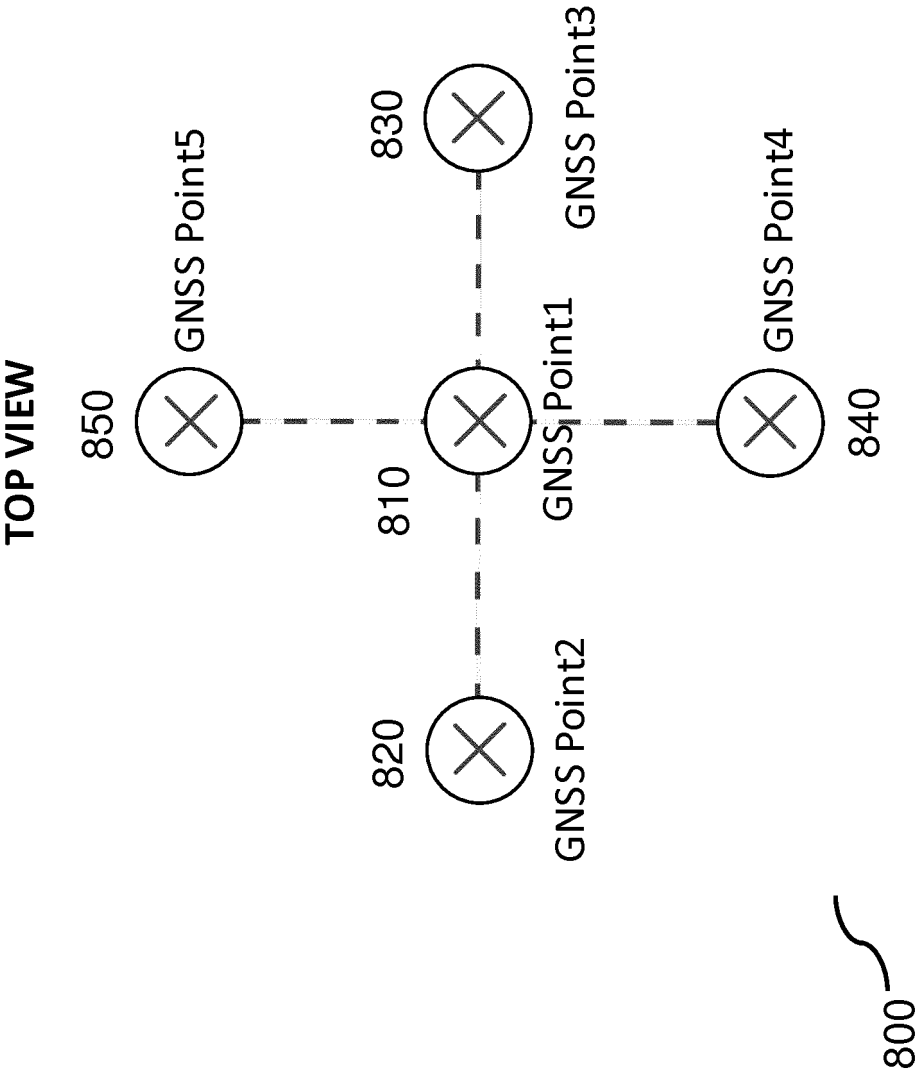 TOP VIEW
850
GNSS Point5
820
810
830
GNSS Point2
GNSS Point1
GNSS Point3
GNSS Point4
840
800